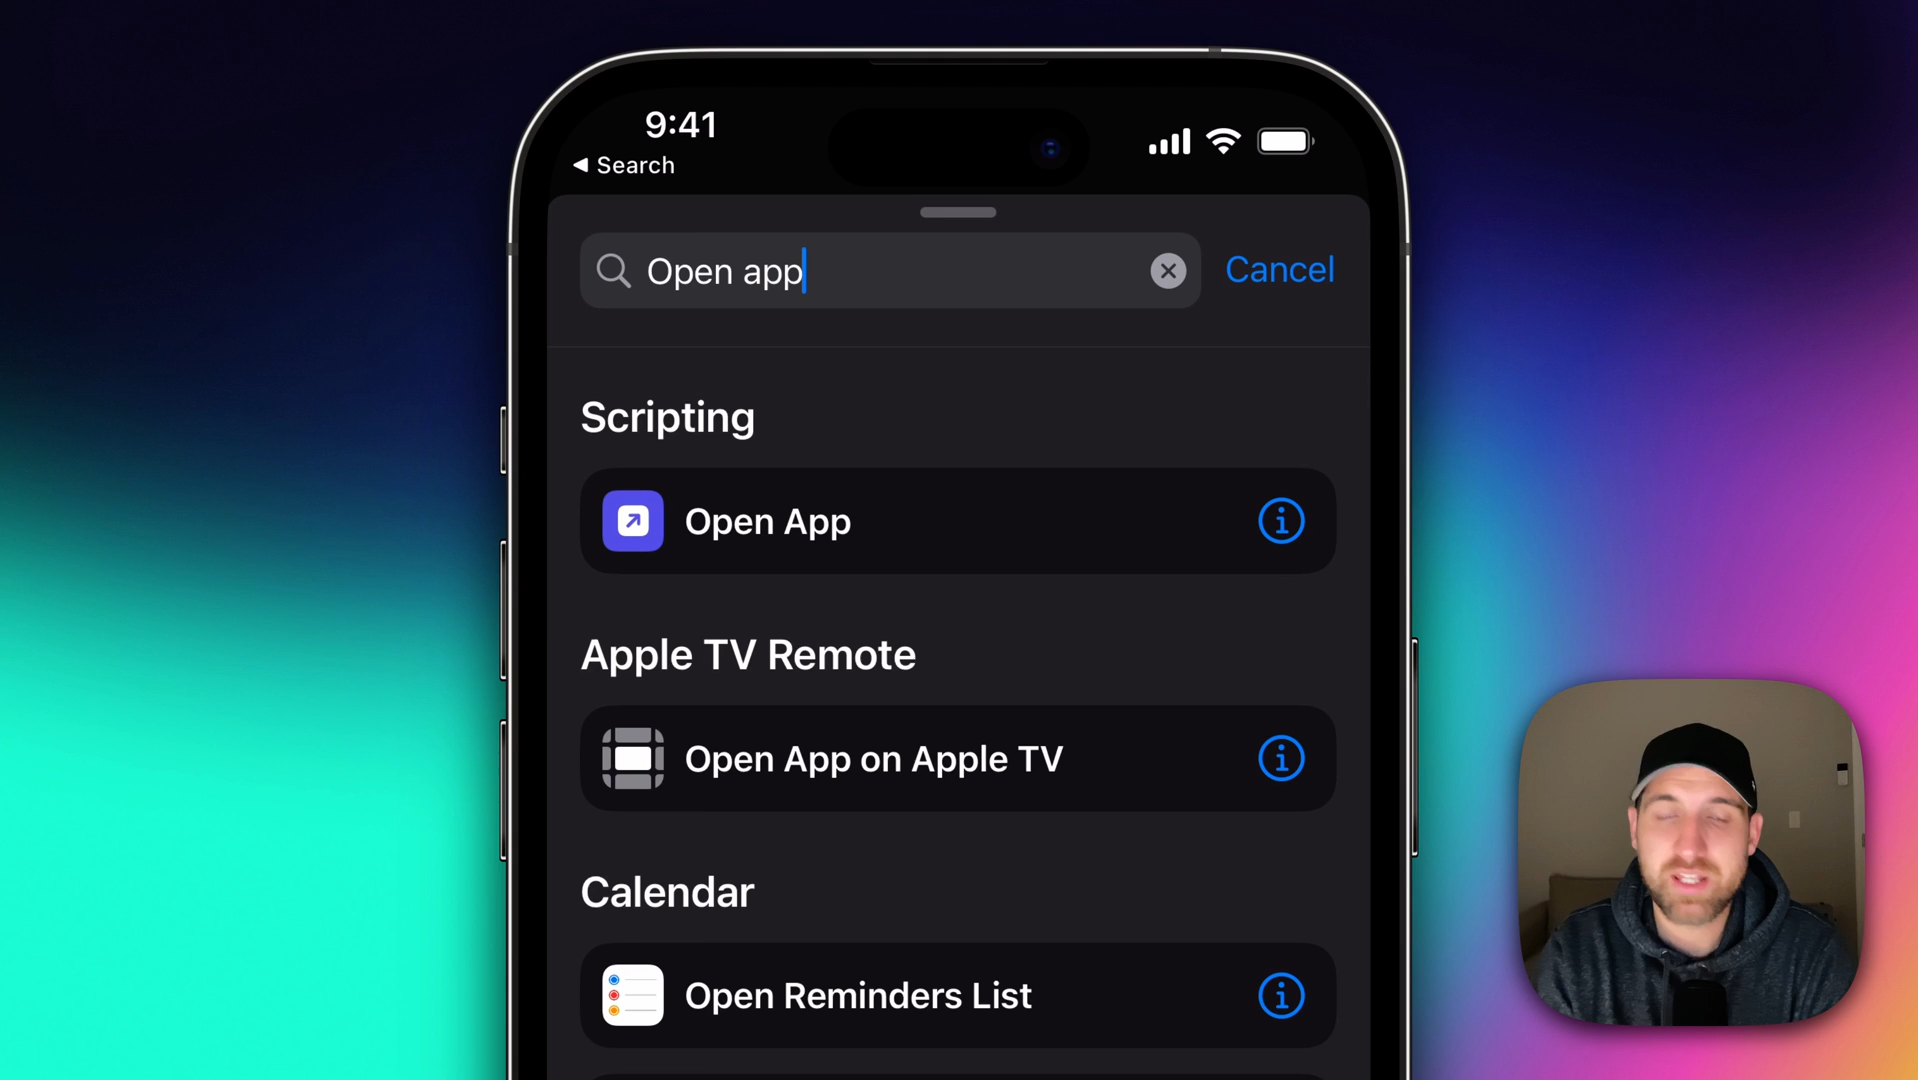 9:41
Search
Open app
Cancel
Scripting
Open App
Apple TV Remote
Open App on Apple TV
Calendar
Open Reminders List